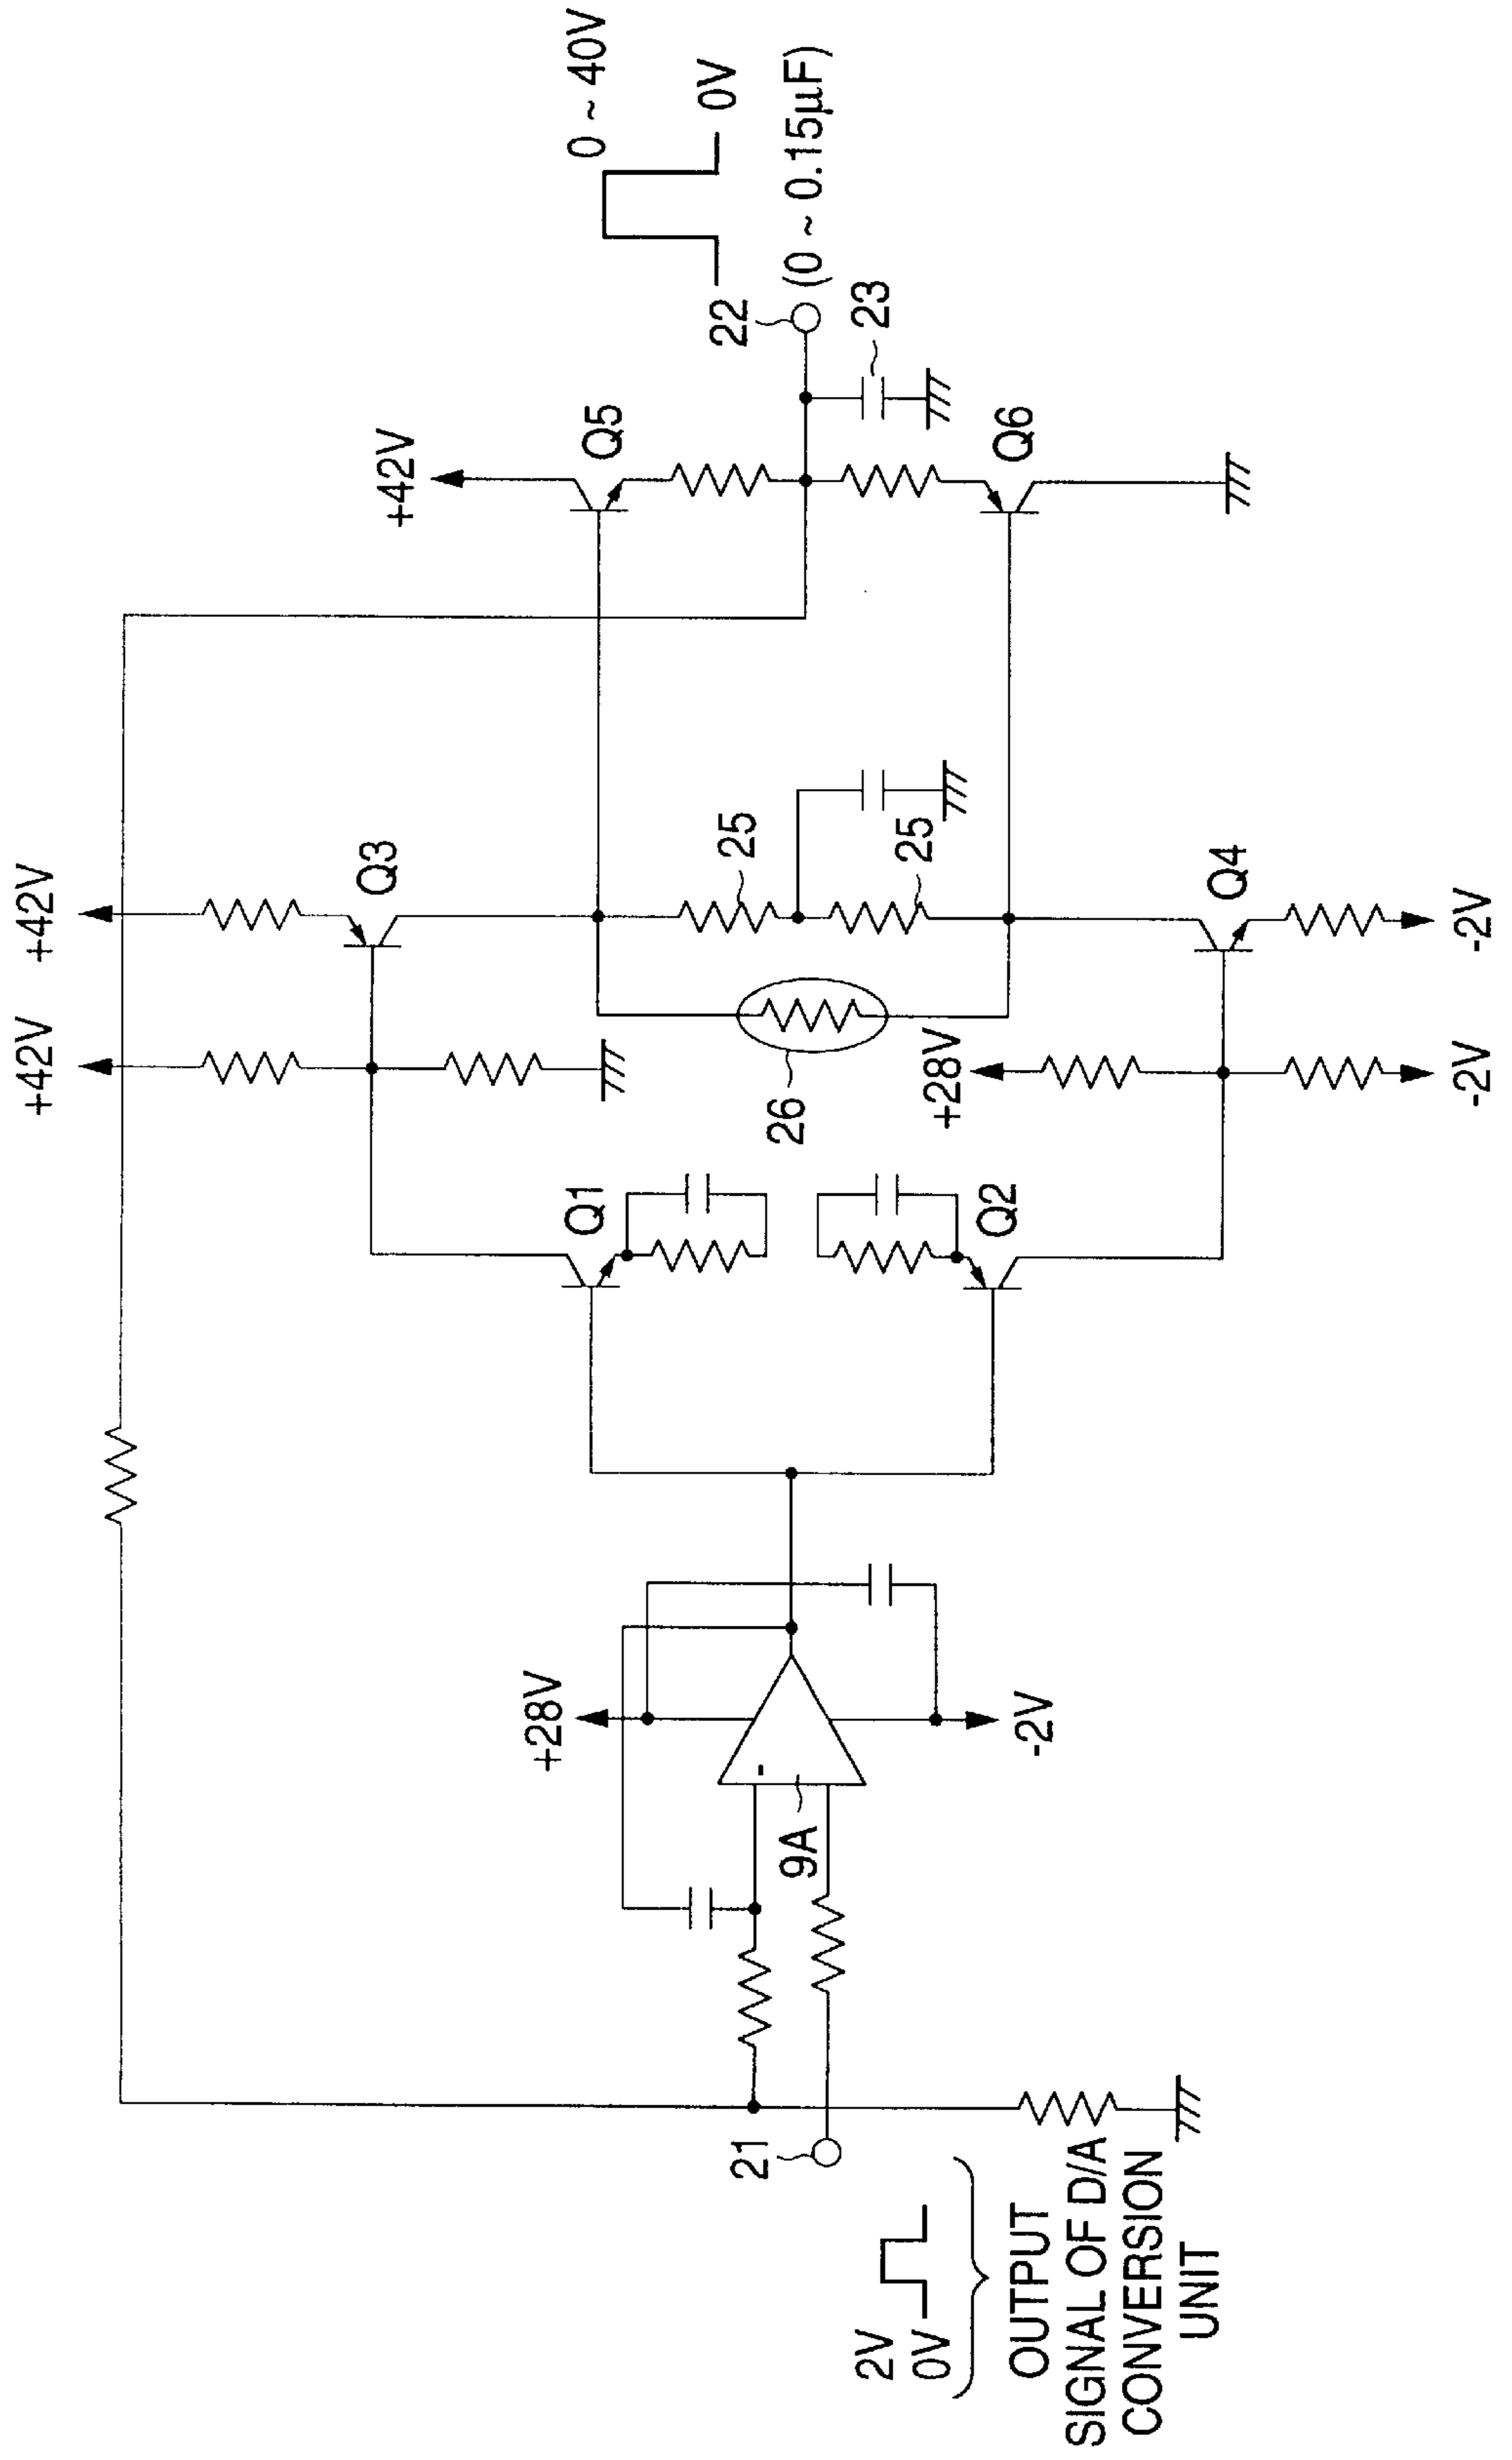 +42V
+42V
+42V
0 ~ 40V
0V
Q3
Q5
22
(0 ~ 0.15µF)
23
+28V
Q1
25
25
26
-
9A
+28V
Q2
Q6
Q4
-2V
-2V
-2V
21
2V
0V
OUTPUT
SIGNAL OF D/A
CONVERSION
UNIT